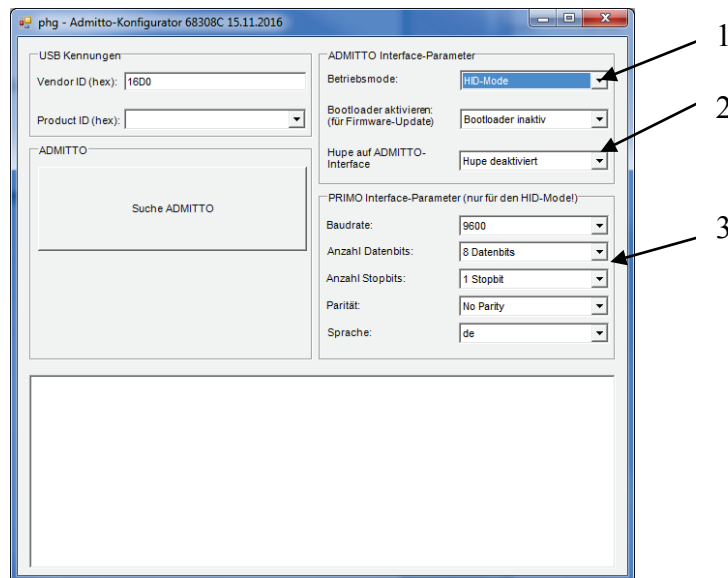 phg - Admitto-Konfigurator 68308C 15.11.2016
USB Kennungen
Vendor ID (hex): 16D0
Product ID (hex):
ADMITTO
Suche ADMITTO
ADMITTO Interface-Parameter
Betriebsmode: HID-Mode
Bootloader aktivieren:
(für Firmware-Update) Bootloader inaktiv
Hupe auf ADMITTO-
Interface Hupe deaktiviert
PRIMO Interface-Parameter (nur für den HID-Mode!)
Baudrate: 9600
Anzahl Datenbits: 8 Datenbits
Anzahl Stopbits: 1 Stopbit
Parität: No Parity
Sprache: de
1
2
3